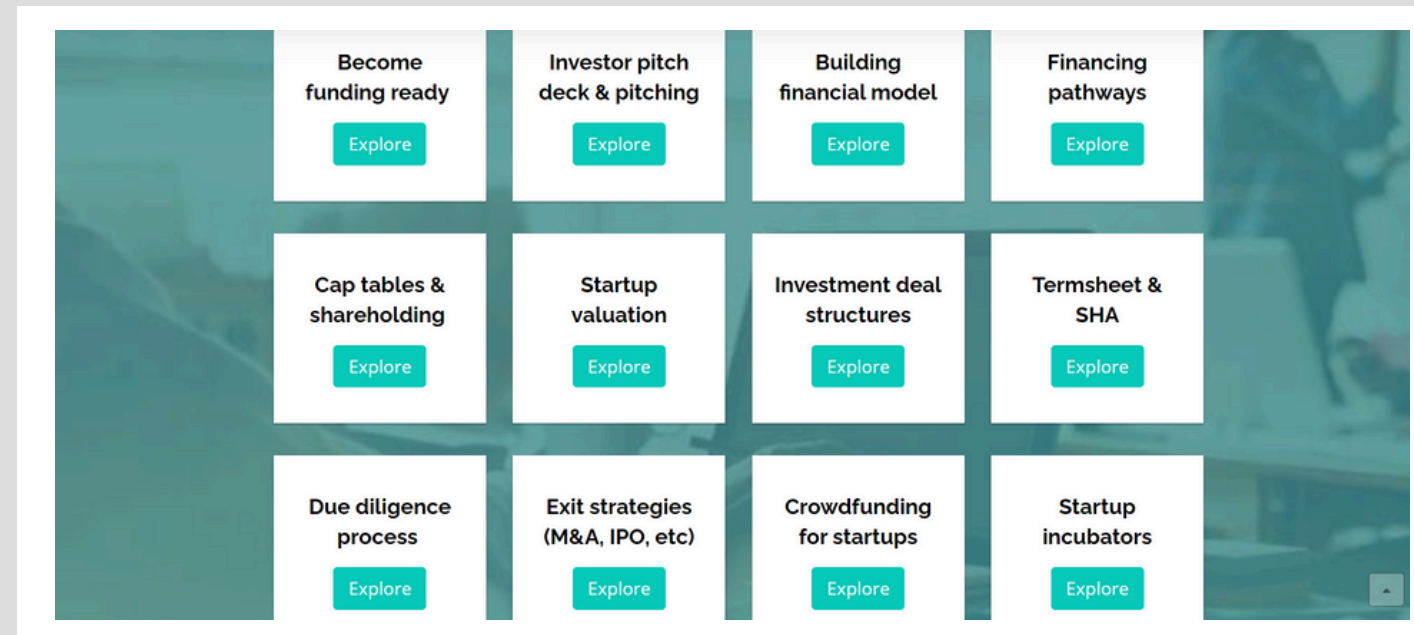 Become
funding ready
Explore
Investor pitch
deck & pitching
Explore
Building
financial model
Explore
Financing
pathways
Explore
Cap tables &
shareholding
Explore
Startup
valuation
Explore
Investment deal
structures
Explore
Termsheet &
SHA
Explore
Due diligence
process
Explore
Exit strategies
(M&A, IPO, etc)
Explore
Crowdfunding
for startups
Explore
Startup
incubators
Explore